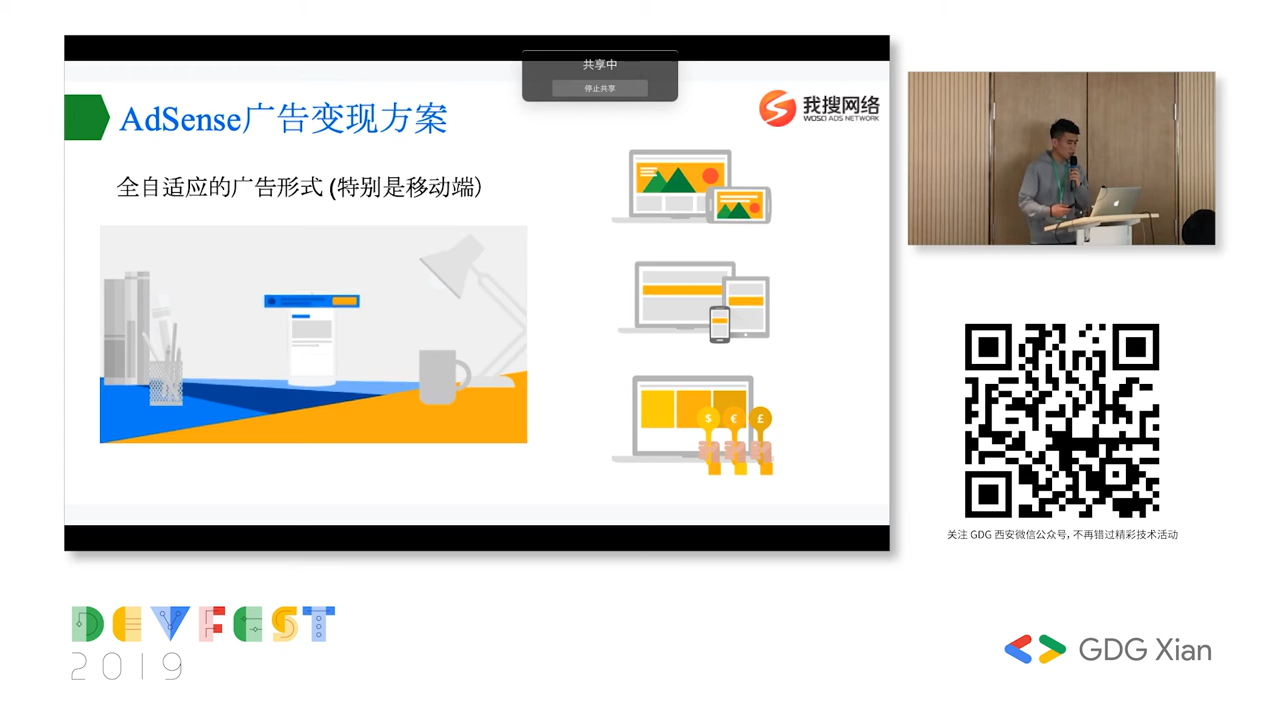 共享中
停止共享
AdSense广告变现方案
我搜网络
WOSO ADS NETWORK
全自适应的广告形式 (特别是移动端)
$ € £
关注 GDG 西安微信公众号, 不再错过精彩技术活动
DEVFEST
2019
GDG Xian